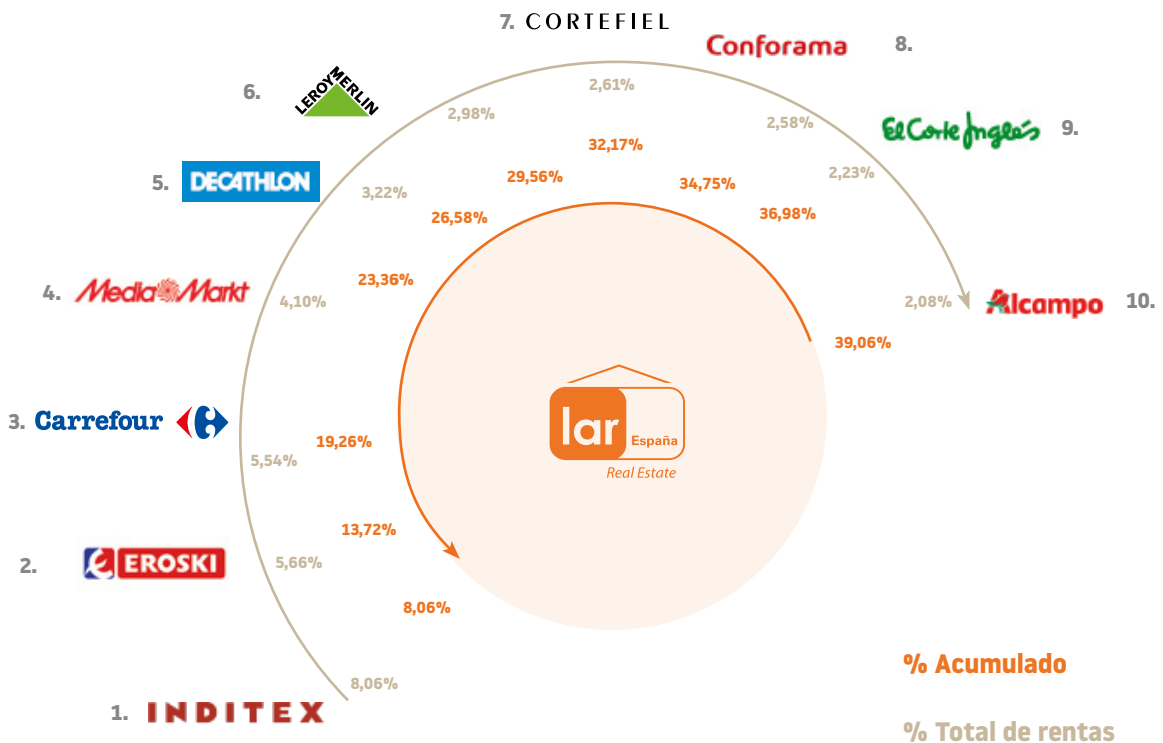 7. CORTEFIEL
Conforama 8.
6. LEROY MERLIN
2,61%
2,98%
2,58%
El Corte Inglés 9.
32,17%
5. DECATHLON
29,56%
34,75%
2,23%
3,22%
26,58%
36,98%
4. Media Markt
23,36%
4,10%
2,08%
Alcampo 10.
39,06%
3. Carrefour
lar
España
Real Estate
19,26%
5,54%
13,72%
2. EROSKI
5,66%
8,06%
% Acumulado
8,06%
1. INDITEX
% Total de rentas